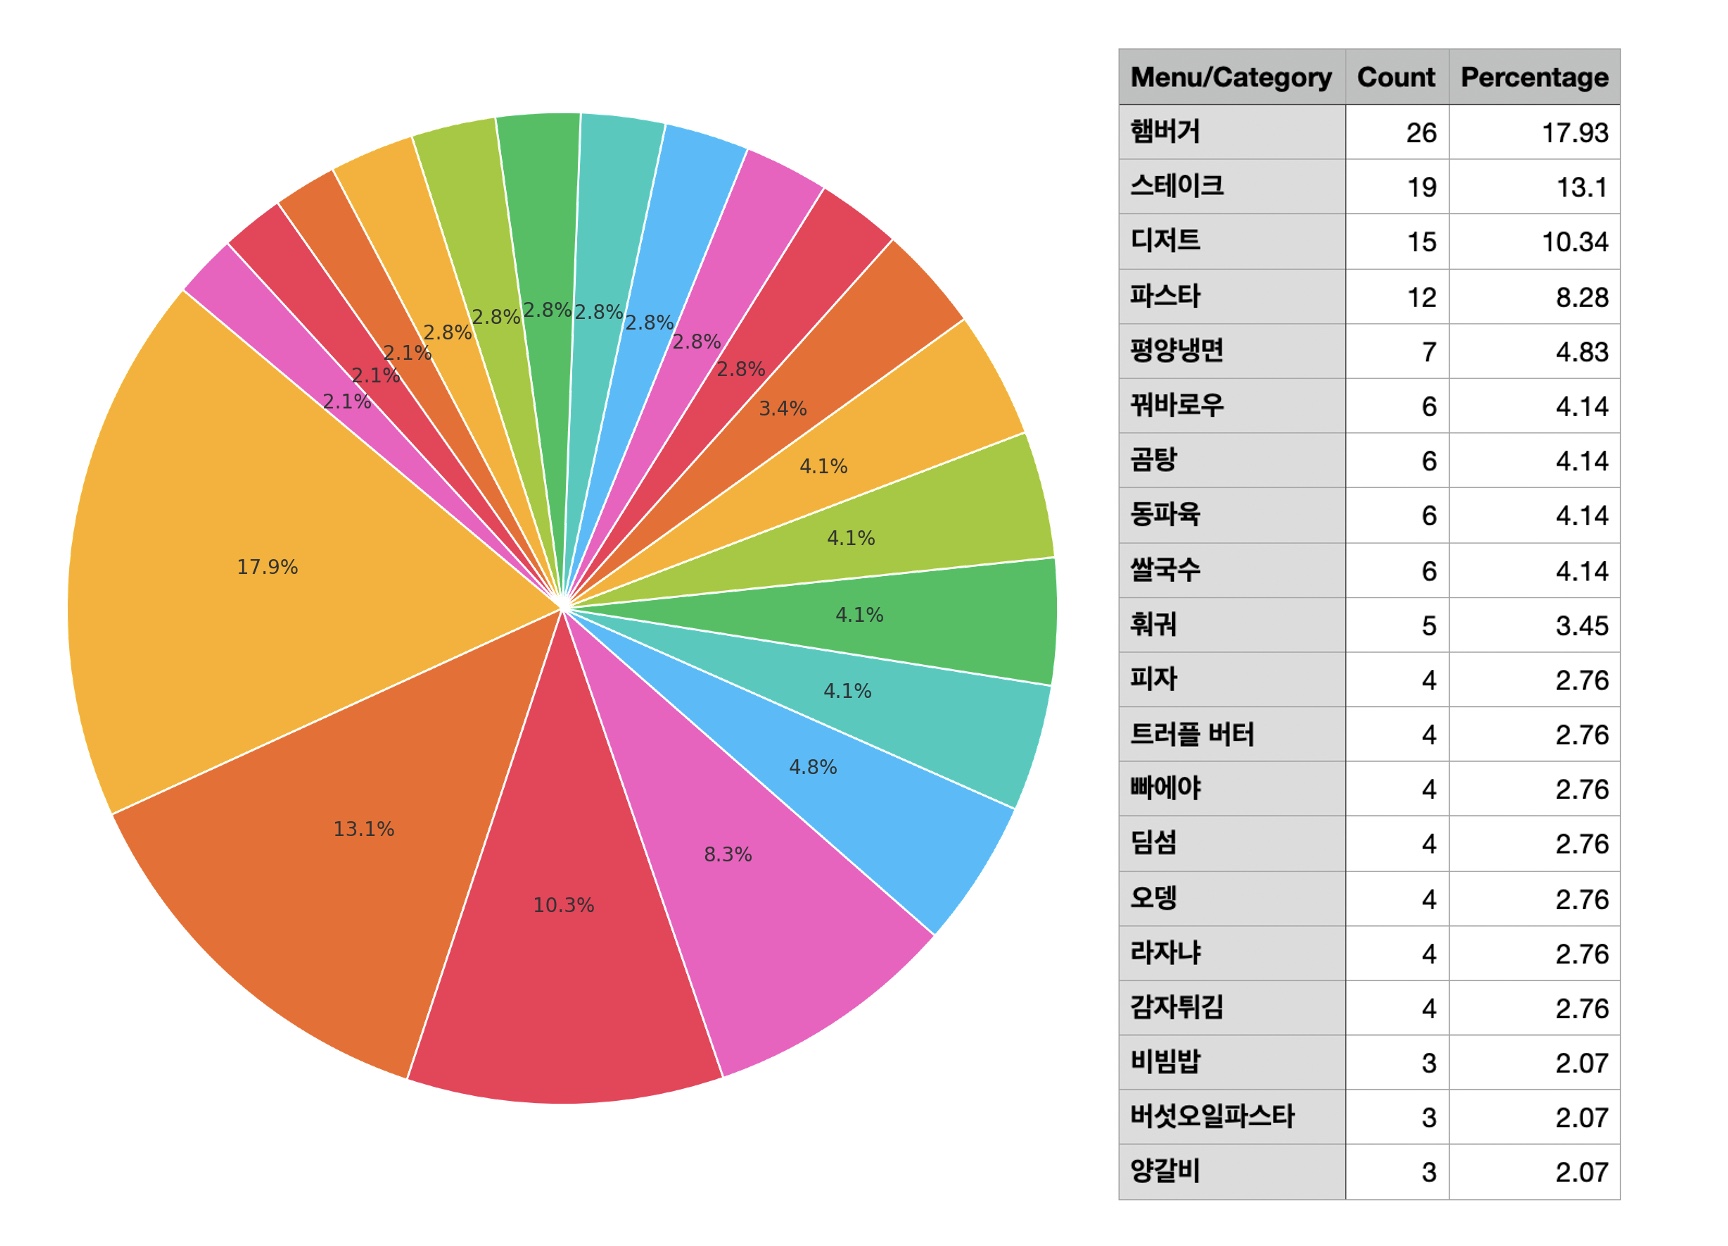 2.8%
2.8%
2.8%
2.8%
2.8%
2.8%
2.8%
2.1%
2.1%
2.1%
3.4%
4.1%
4.1%
4.1%
4.1%
4.8%
8.3%
10.3%
13.1%
17.9%
Menu/Category Count Percentage
햄버거 26 17.93
스테이크 19 13.1
디저트 15 10.34
파스타 12 8.28
평양냉면 7 4.83
꿔바로우 6 4.14
곰탕 6 4.14
동파육 6 4.14
쌀국수 6 4.14
훠궈 5 3.45
피자 4 2.76
트러플 버터 4 2.76
빠에야 4 2.76
딤섬 4 2.76
오뎅 4 2.76
라자냐 4 2.76
감자튀김 4 2.76
비빔밥 3 2.07
버섯오일파스타 3 2.07
양갈비 3 2.07